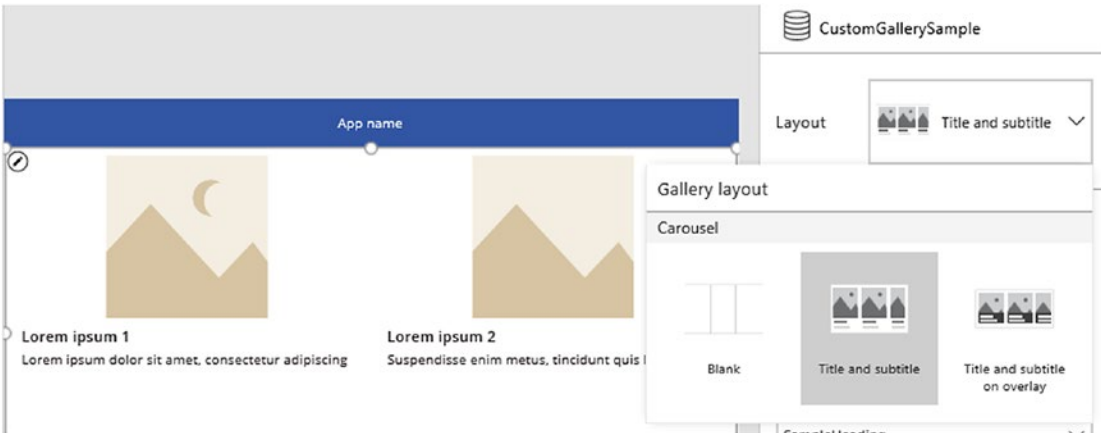 CustomGallerySample
App name
Layout
Title and subtitle
Gallery layout
Carousel
Blank
Title and subtitle
Title and subtitle
on overlay
Lorem ipsum 1
Lorem ipsum dolor sit amet, consectetur adipiscing
Lorem ipsum 2
Suspendisse enim metus, tincidunt quis